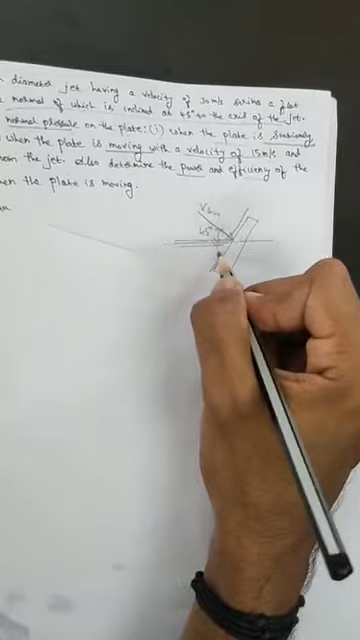 diameter jet having a velocity of 30m/s strikes a flat
normal of which is inclined at 45° to the axis of the jet.
normal pressure on the plate: (i) when the plate is stationary,
when the plate is moving with a velocity of 15m/s and
from the jet. Also determine the power and efficiency of the
when the plate is moving.
45°